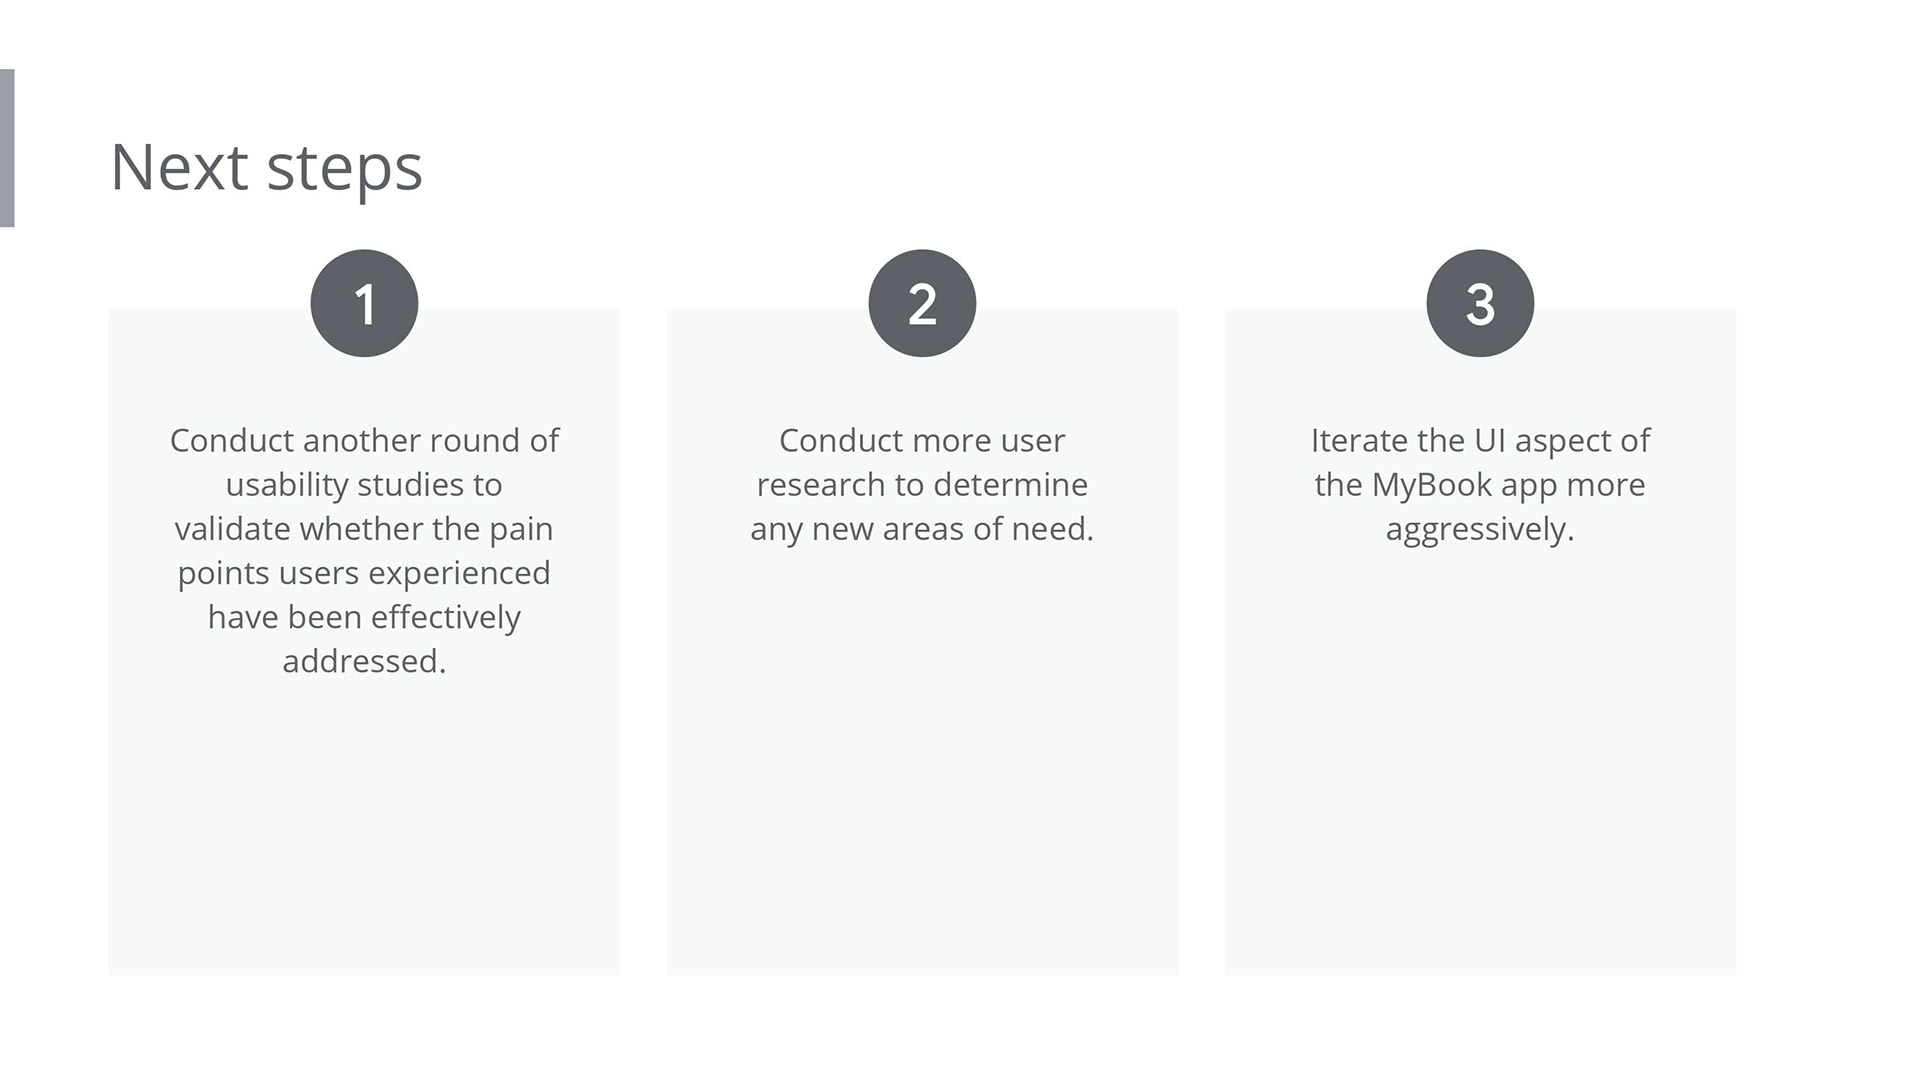 Next steps
1
Conduct another round of
usability studies to
validate whether the pain
points users experienced
have been effectively
addressed.
2
Conduct more user
research to determine
any new areas of need.
3
Iterate the UI aspect of
the MyBook app more
aggressively.